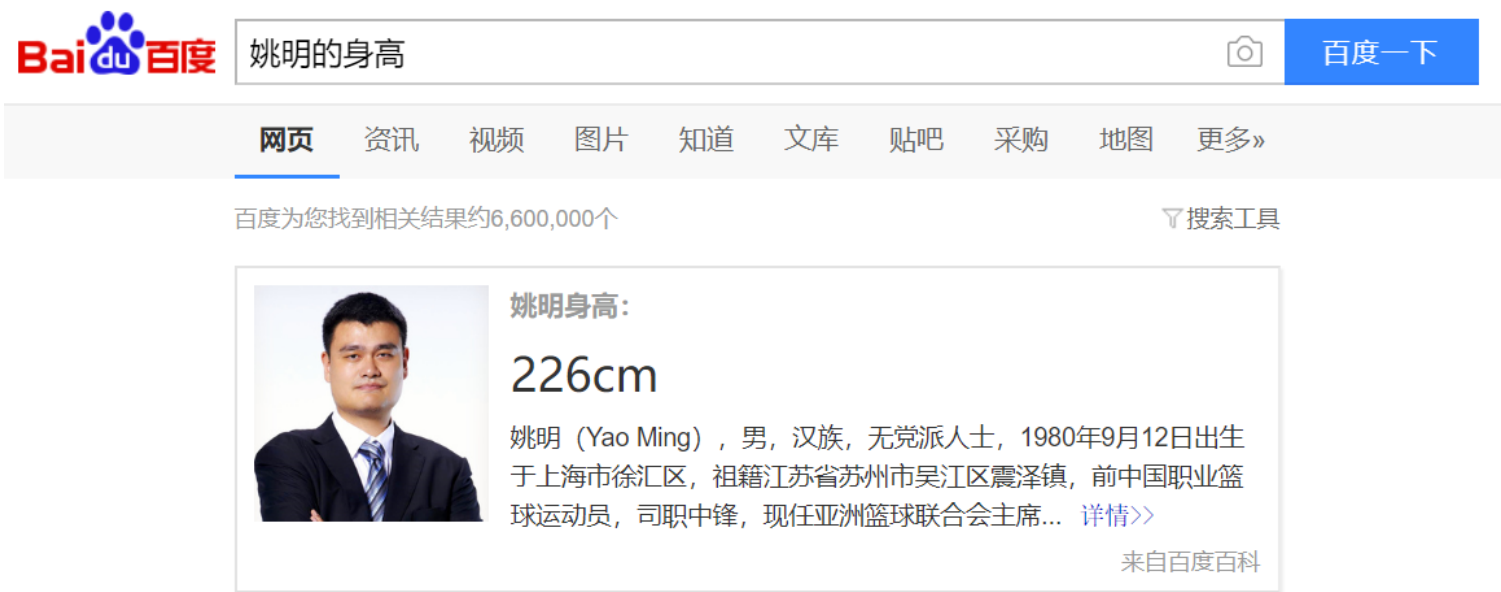 Bai du 百度
姚明的身高
百度一下
网页 资讯 视频 图片 知道 文库 贴吧 采购 地图 更多»
百度为您找到相关结果约6,600,000个
搜索工具
姚明身高：
226cm
姚明（Yao Ming），男，汉族，无党派人士，1980年9月12日出生
于上海市徐汇区，祖籍江苏省苏州市吴江区震泽镇，前中国职业篮
球运动员，司职中锋，现任亚洲篮球联合会主席... 详情>>
来自百度百科